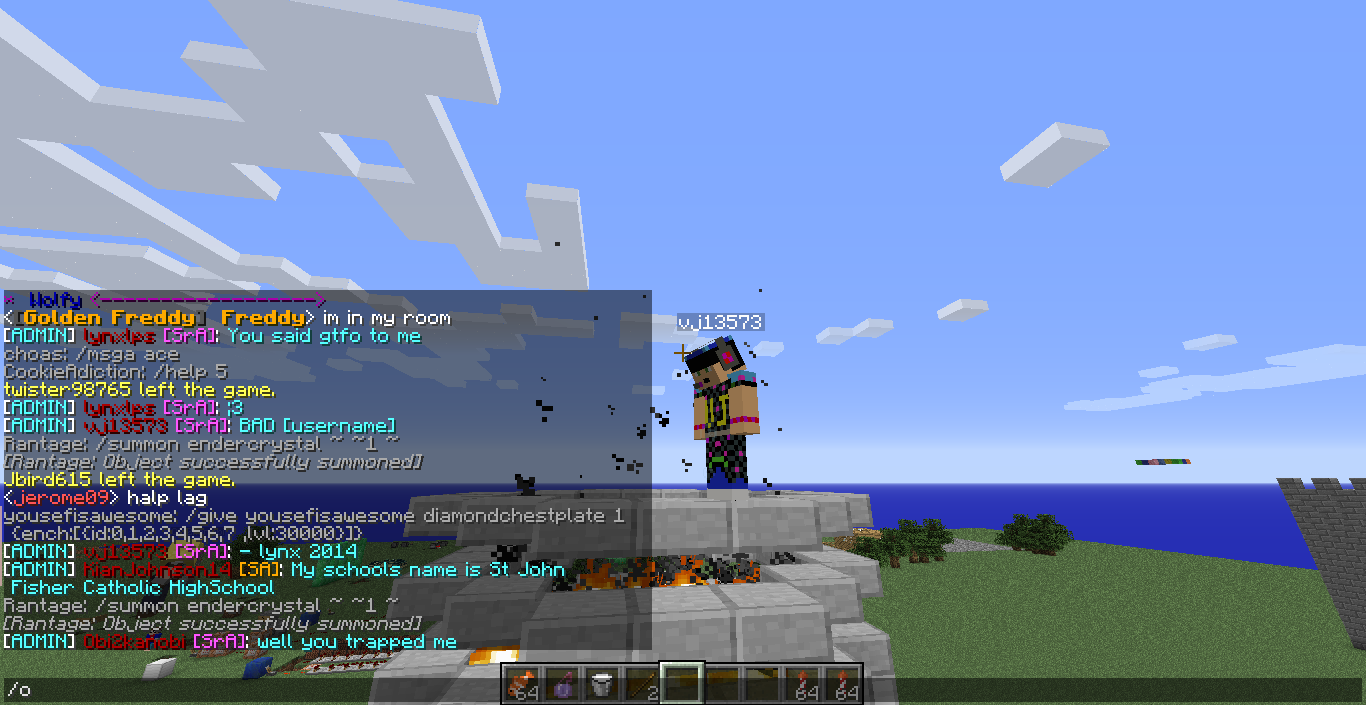 * Wolfy <-------------------->
<[Golden Freddy] Freddy> im in my room
[ADMIN] lynxlps [SrA]: You said gtfo to me
choas: /msga ace
CookieAdiction: /help 5
twister98765 left the game.
[ADMIN] lynxlps [SrA]: ;3
[ADMIN] vj13573 [SrA]: BAD [username]
Rantage: /summon endercrystal ~ ~1 ~
[Rantage: Object successfully summoned]
Jbird615 left the game.
<jerome09> halp lag
yousefisawesome: /give yousefisawesome diamondchestplate 1
{ench:[{id:0,1,2,3,4,5,6,7 ,lvl:30000}]}
[ADMIN] vj13573 [SrA]: - lynx 2014
[ADMIN] KianJohnson14 [SA]: My schools name is St John
Fisher Catholic HighSchool
Rantage: /summon endercrystal ~ ~1 ~
[Rantage: Object successfully summoned]
[ADMIN] Obi2kanobi [SrA]: well you trapped me
/o
vj13573
64
2
64
64